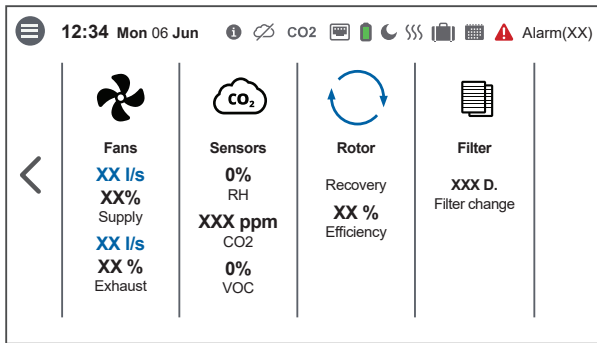 12:34 Mon 06 Jun CO2 Alarm(XX)
CO₂
Fans
XX l/s
XX%
Supply
XX l/s
XX %
Exhaust
Sensors
0%
RH
XXX ppm
CO2
0%
VOC
Rotor
Recovery
XX %
Efficiency
Filter
XXX D.
Filter change